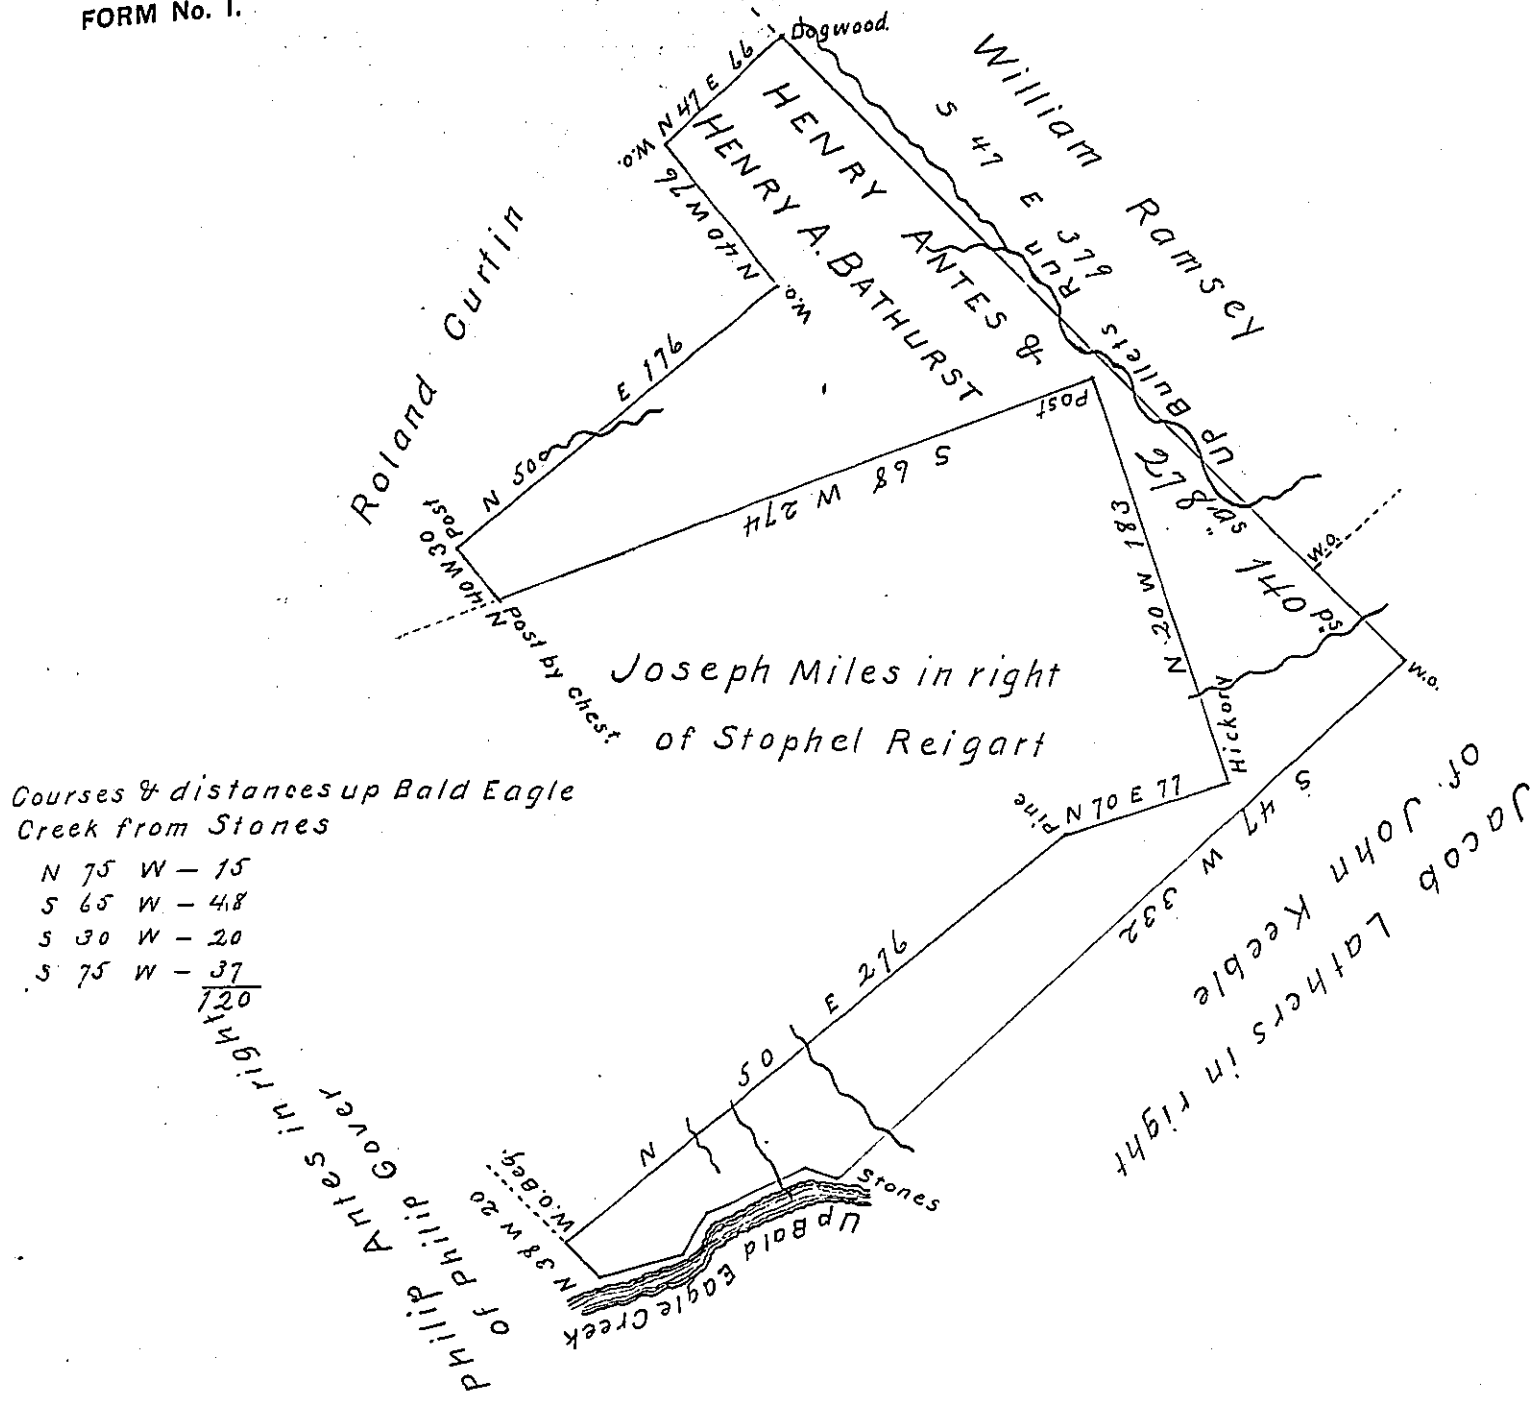 FORM No. 1.
Dogwood.
William Ramsey
S 47 E 379
N 47 E 66
W.O.
N 40 W 76
W.O.
HENRY ANTES &
HENRY A. BATHURST
Up Bullets Run
Roland Curtin
N 50 E 176
Post
N 40 W 30
Post by chest
S 68 W 274
Post
278 as. 140 ps.
N 20 W 183
W.O.
W.O.
Hickory
N 70 E 77
Pine
Joseph Miles in right
of Stophel Reigart
S 47 W 332
Jacob Lathers in right
of John Keeble
Courses & distances up Bald Eagle
Creek from Stones
N 75 W — 15
S 65 W — 48
S 30 W — 20
S 75 W — 37
120
N 50 E 276
W.O. Beg.
N 38 W 20
Stones
Up Bald Eagle Creek
Philip Antes in right
of Philip Gover